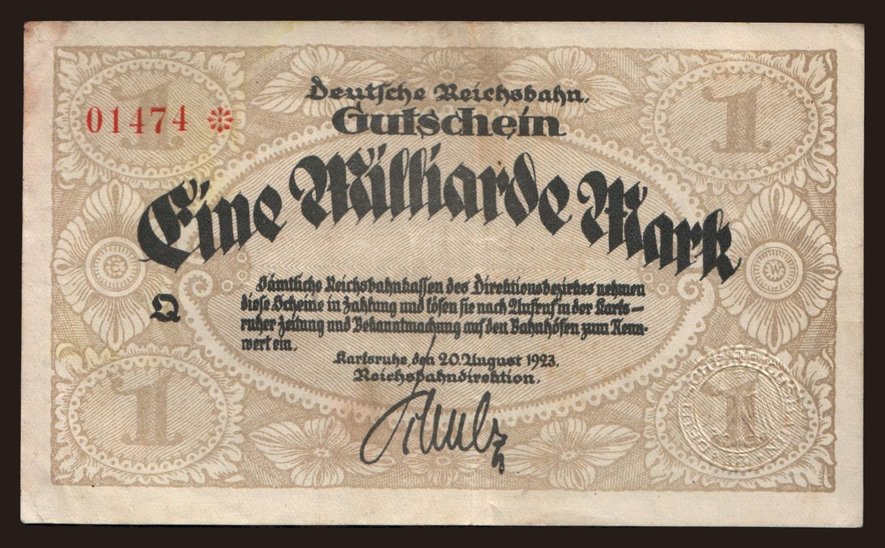 Deutsche Reichsbahn.
01474 *
Gutschein
Eine Milliarde Mark
Sämtliche Reichsbahnkassen des Direktionsbezirkes nehmen
diese Scheine in Zahlung und lösen sie nach Aufruf in der Karls-
ruher Zeitung und Bekanntmachung auf den Bahnhöfen zum Nenn-
wert ein.
Q
Karlsruhe, den 20. August 1923.
Reichsbahndirektion.
1
1
1
1